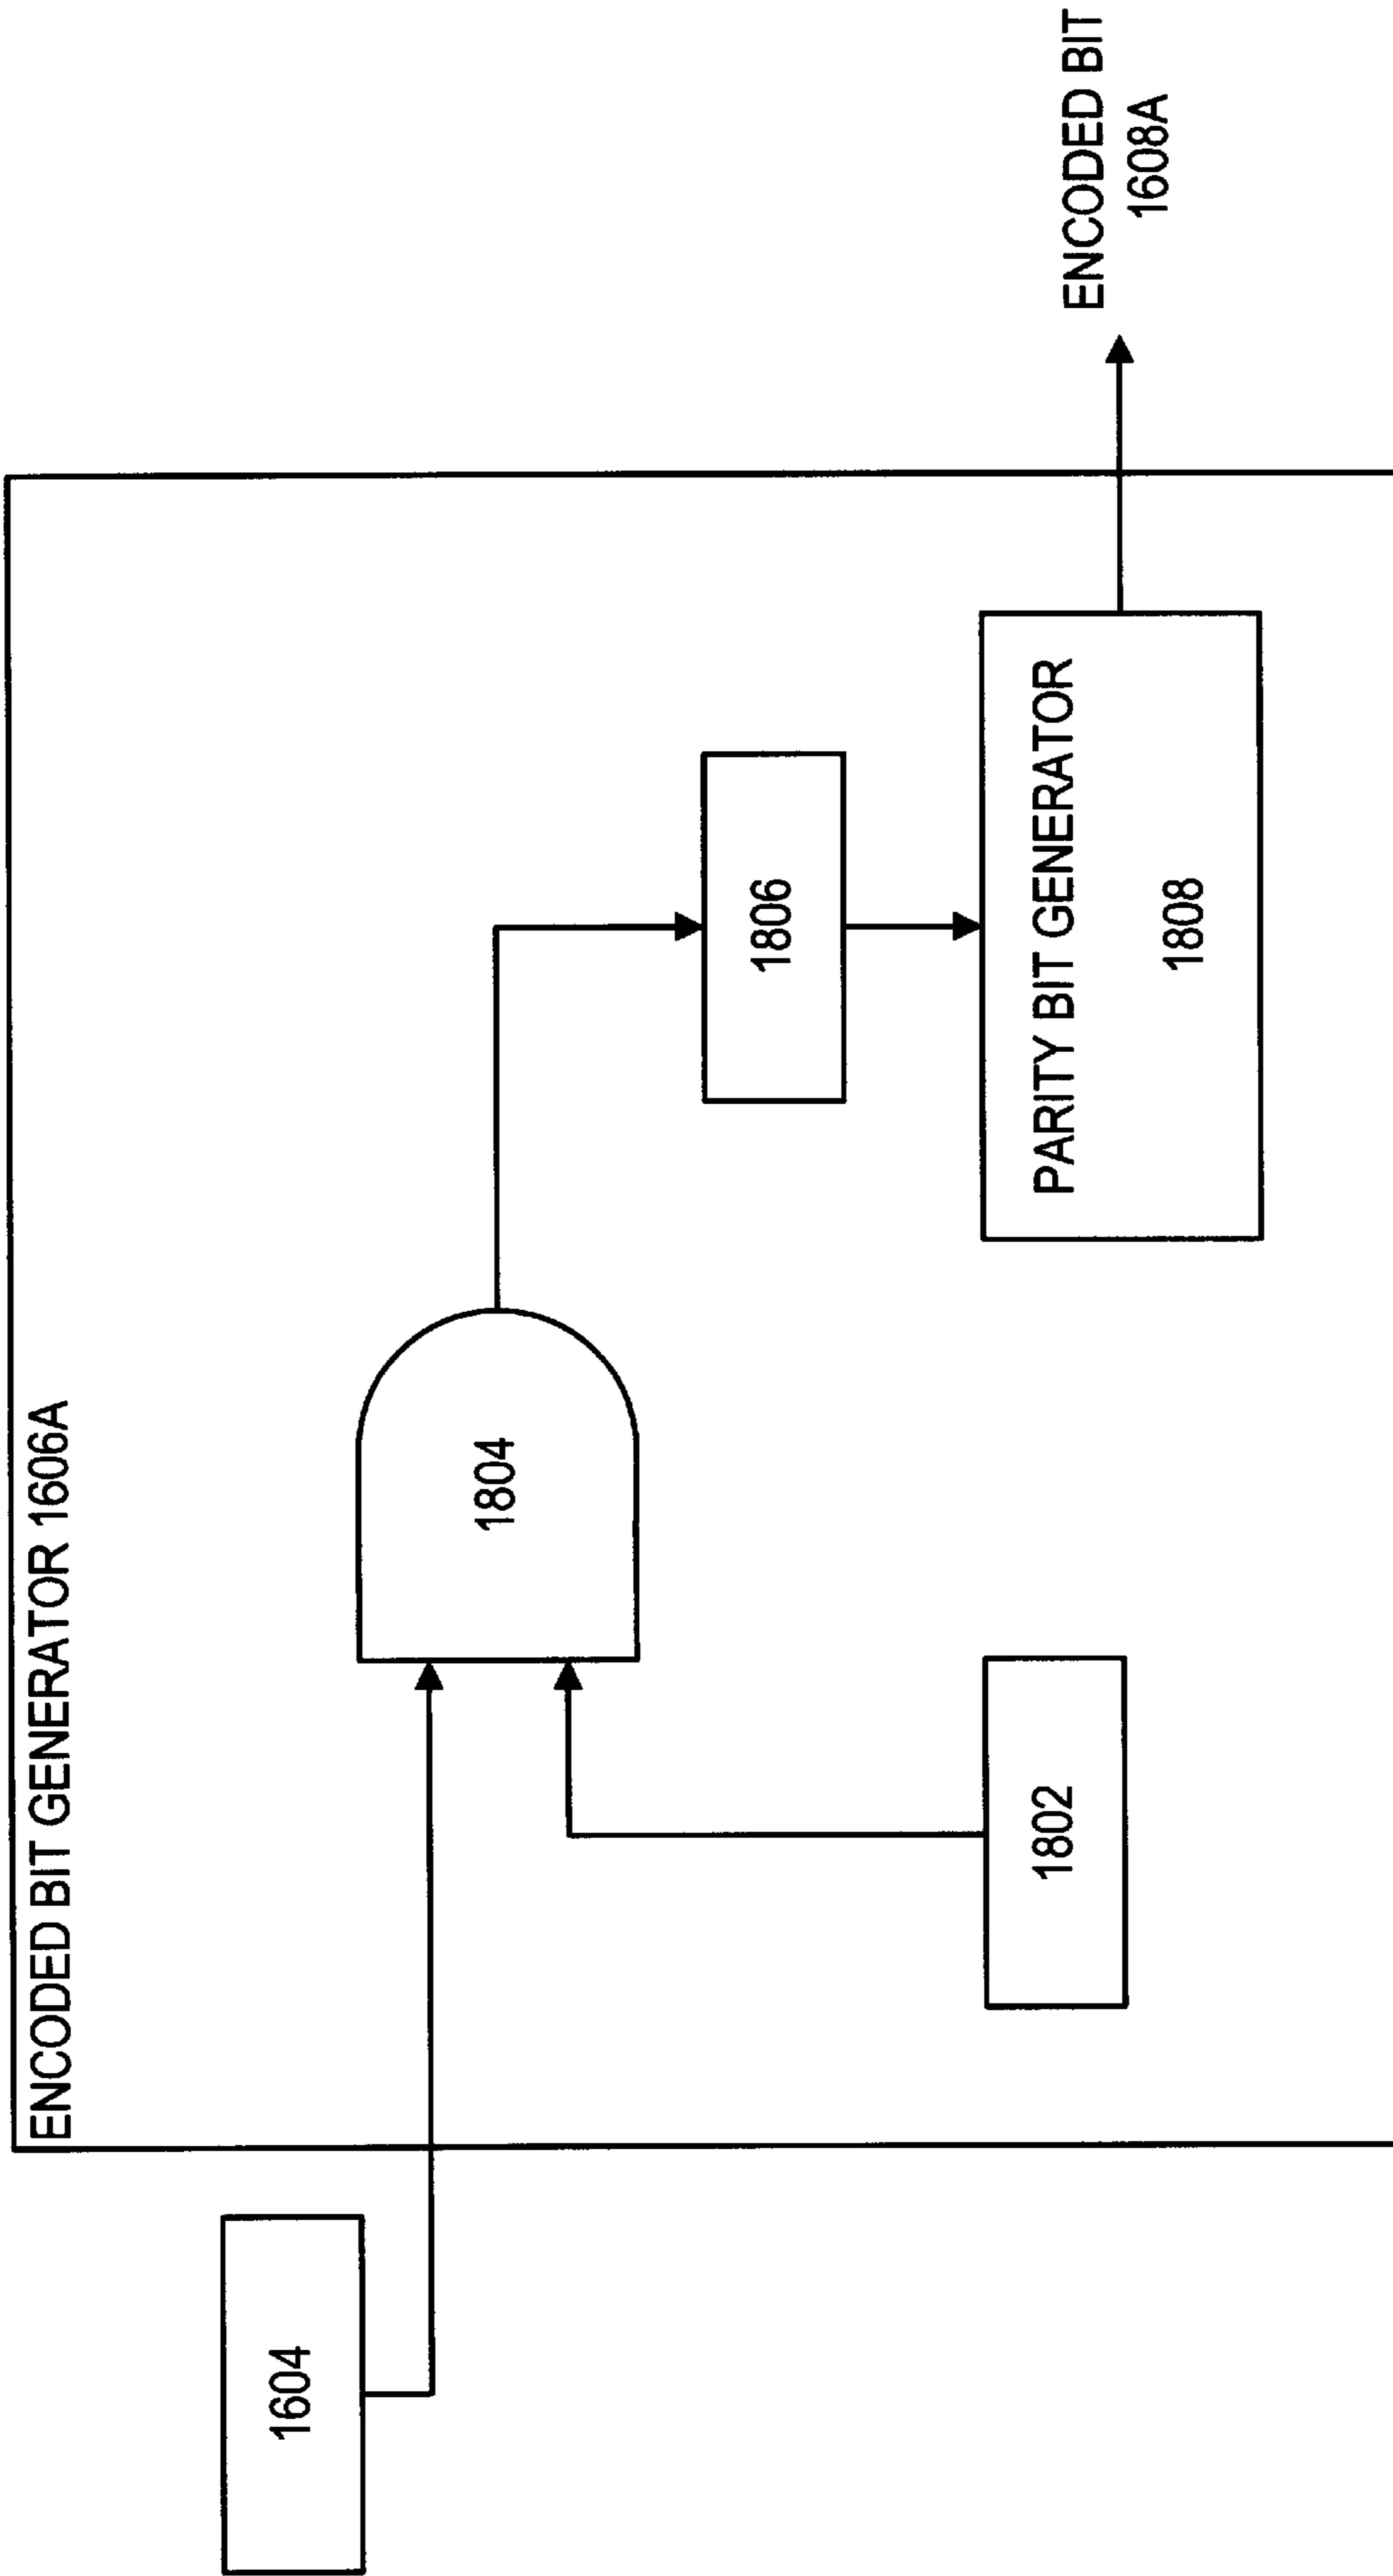 ENCODED BIT GENERATOR 1606A
1604
1804
1802
1806
PARITY BIT GENERATOR
1808
ENCODED BIT
1608A